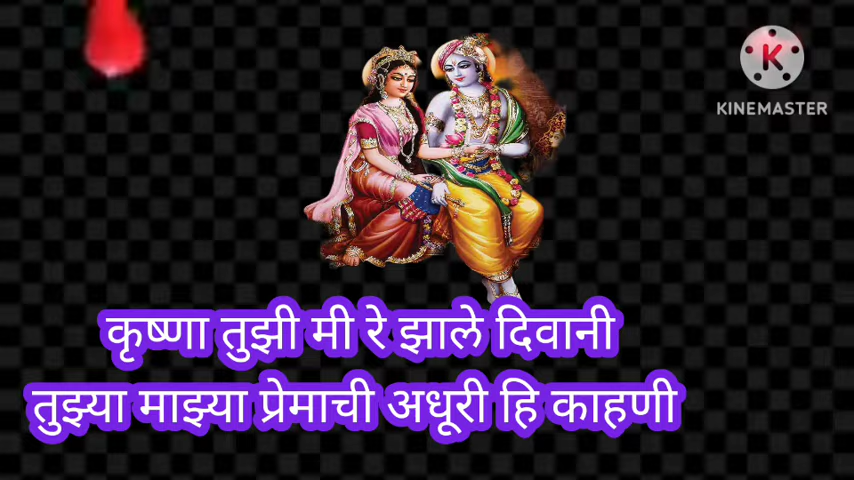 KINEMASTER
कृष्णा तुझी मी रे झाले दिवानी
तुझ्या माझ्या प्रेमाची अधूरी हि काहणी